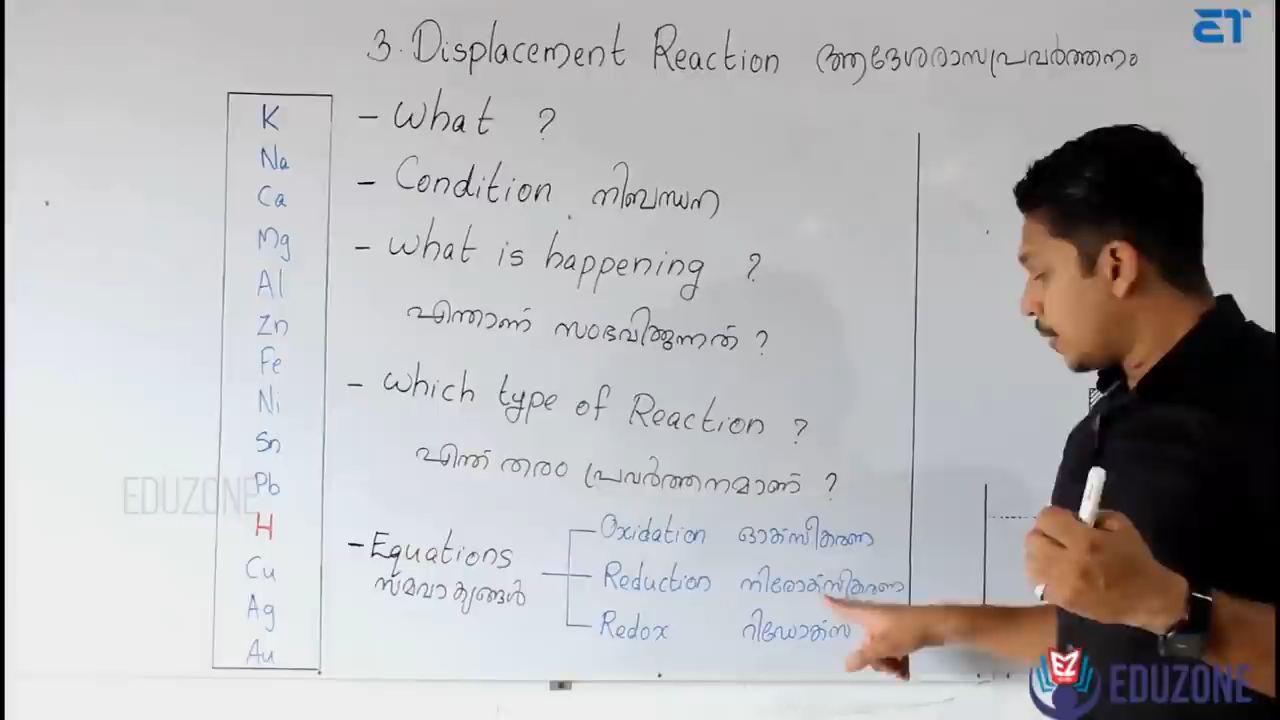 ET
3. Displacement Reaction ആദേശരാസപ്രവർത്തനം
K
Na
Ca
Mg
Al
Zn
Fe
Ni
Sn
Pb
H
Cu
Ag
Au
- What ?
- Condition നിബന്ധന
- What is happening ?
എന്താണ് സംഭവിക്കുന്നത് ?
- Which type of Reaction ?
എന്ത് തരം പ്രവർത്തനമാണ് ?
- Equations
സമവാക്യങ്ങൾ
Oxidation ഓക്സീകരണം
Reduction നിരോക്സീകരണം
Redox റിഡോക്സ്
EDUZONE
EZ
EDUZONE